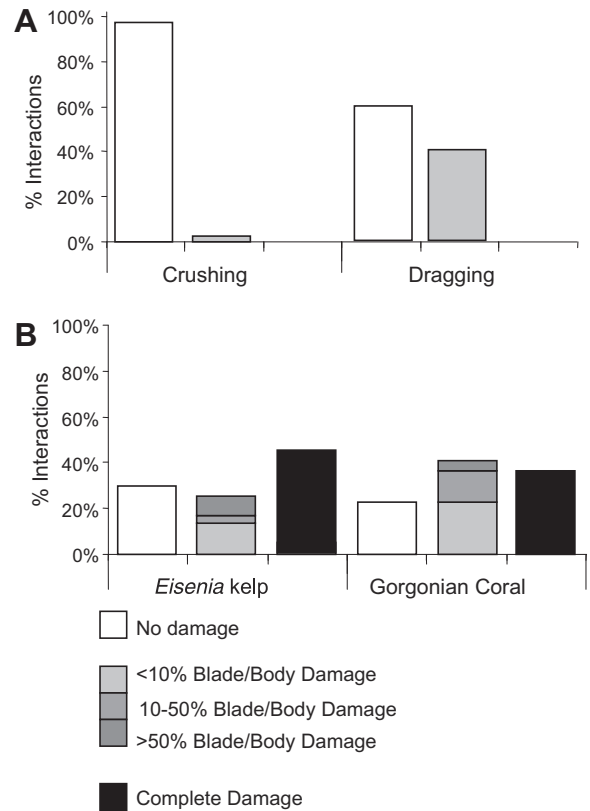 A
100%
80%
60%
40%
20%
0%
% Interactions
Crushing
Dragging
B
100%
80%
60%
40%
20%
0%
% Interactions
Eisenia kelp
Gorgonian Coral
No damage
<10% Blade/Body Damage
10-50% Blade/Body Damage
>50% Blade/Body Damage
Complete Damage